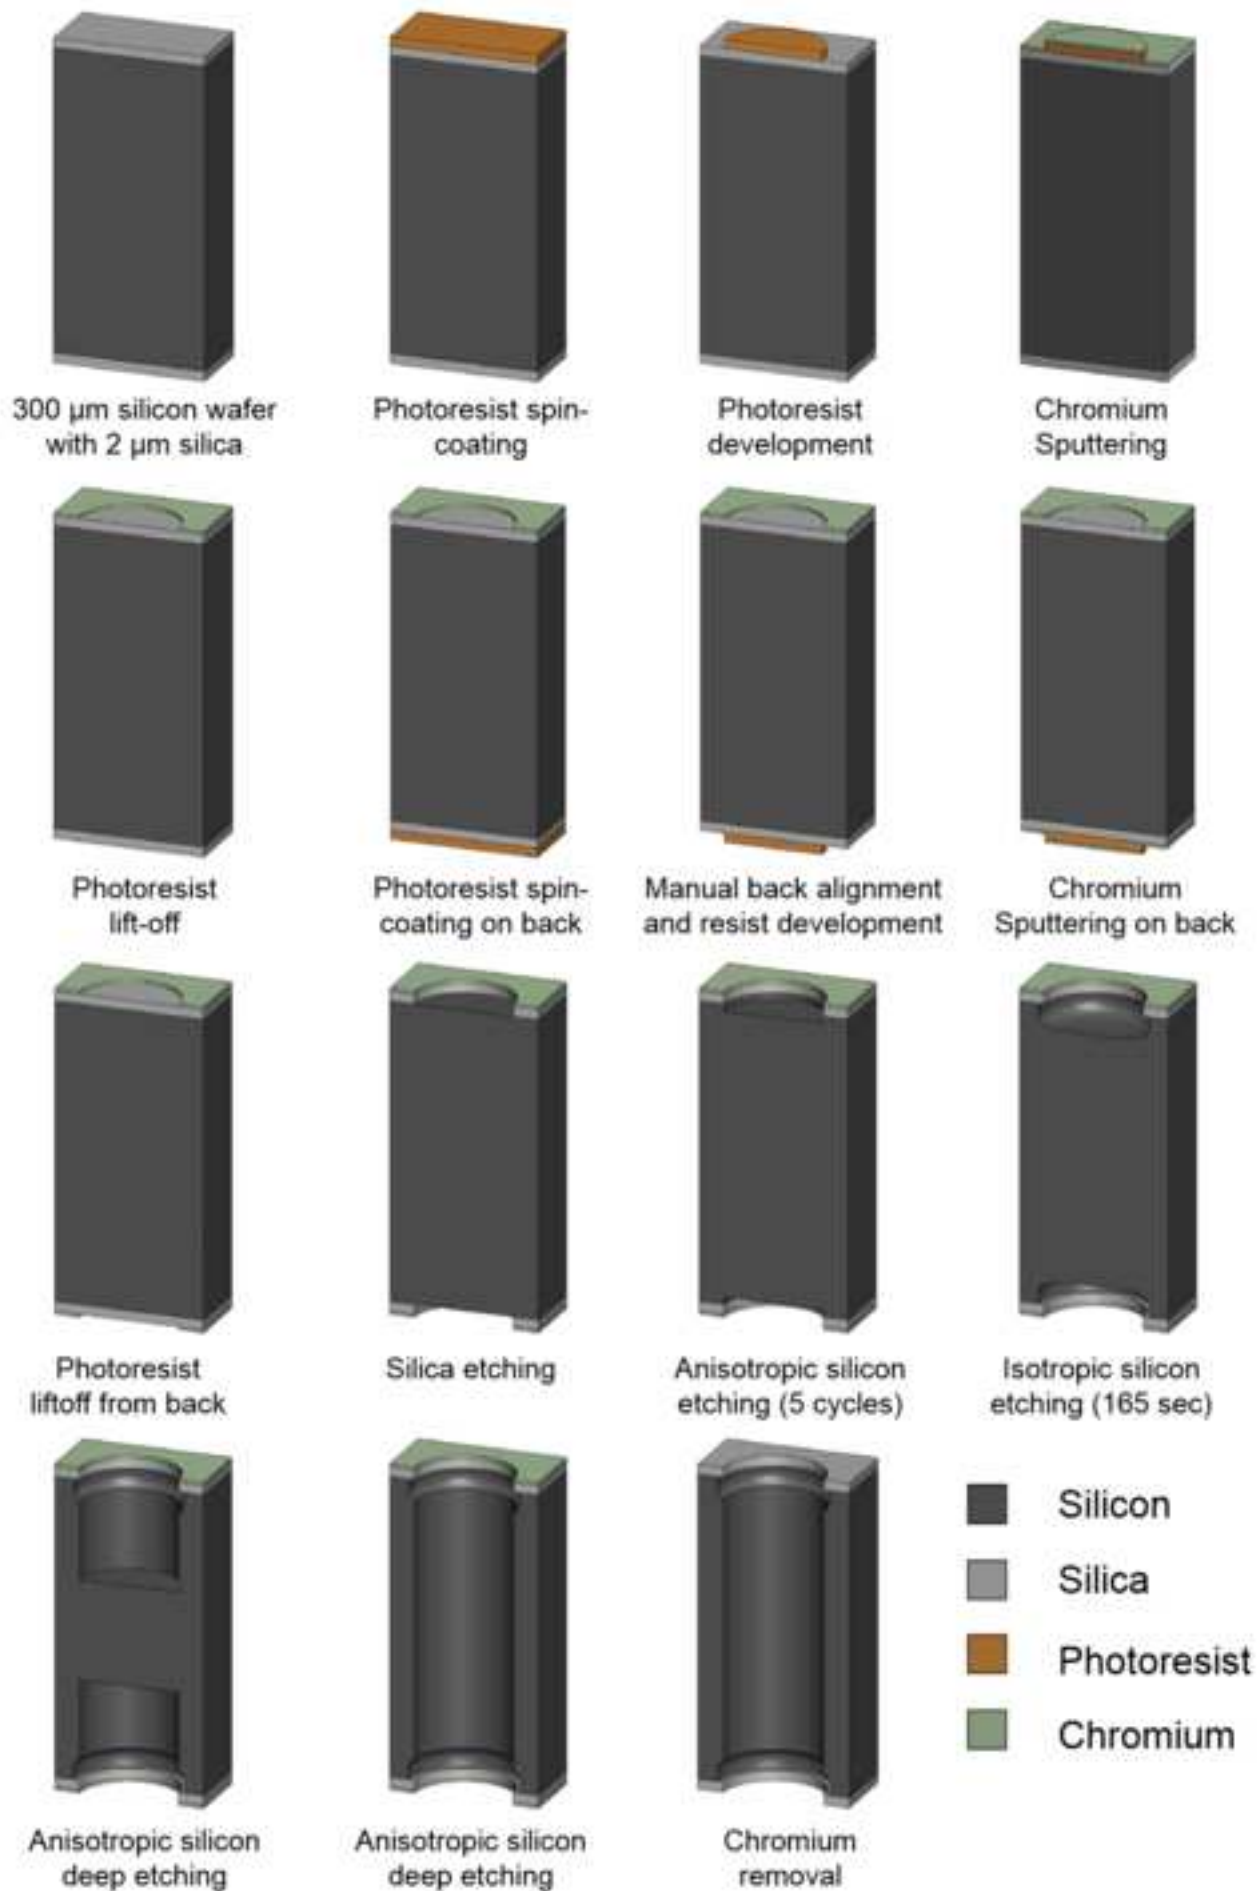 300 µm silicon wafer
with 2 µm silica
Photoresist spin-
coating
Photoresist
development
Chromium
Sputtering
Photoresist
lift-off
Photoresist spin-
coating on back
Manual back alignment
and resist development
Chromium
Sputtering on back
Photoresist
liftoff from back
Silica etching
Anisotropic silicon
etching (5 cycles)
Isotropic silicon
etching (165 sec)
Anisotropic silicon
deep etching
Anisotropic silicon
deep etching
Chromium
removal
Silicon
Silica
Photoresist
Chromium